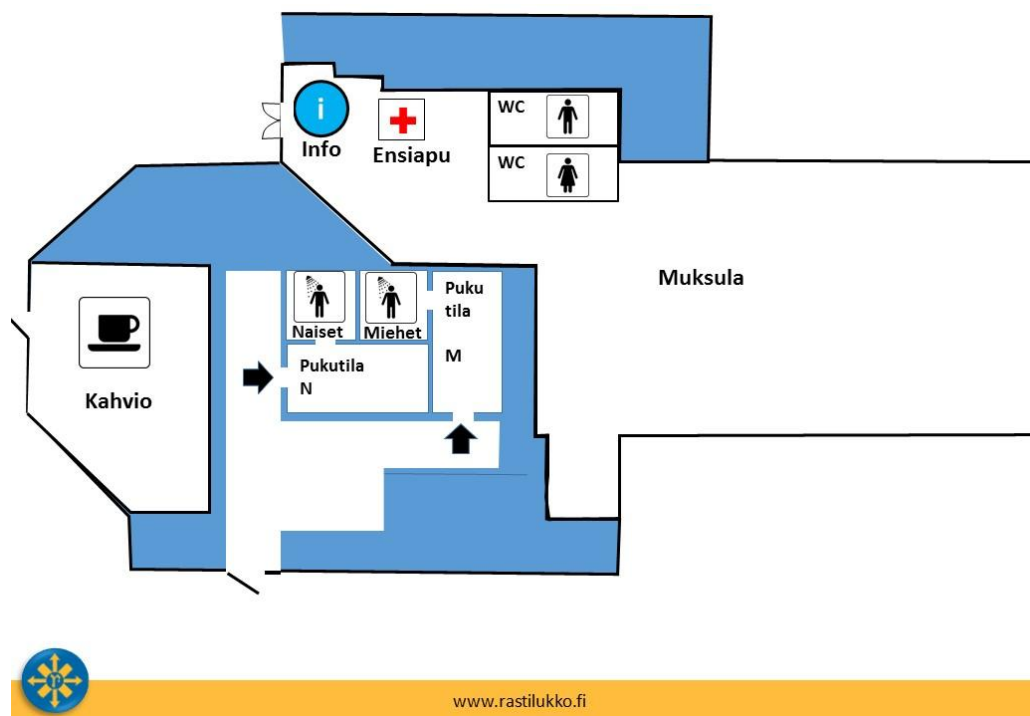 i
Info
Ensiapu
WC
WC
Muksula
Naiset
Miehet
Puku
tila
M
Pukutila
N
Kahvio
www.rastilukko.fi